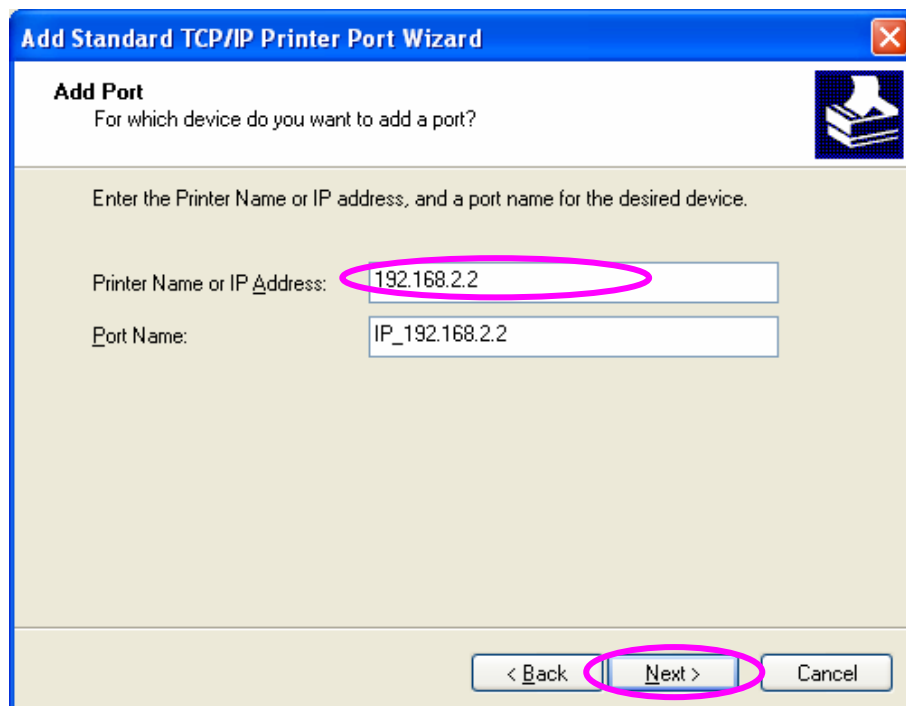 Add Standard TCP/IP Printer Port Wizard
Add Port
For which device do you want to add a port?
Enter the Printer Name or IP address, and a port name for the desired device.
Printer Name or IP Address: 192.168.2.2
Port Name: IP_192.168.2.2
< Back Next > Cancel